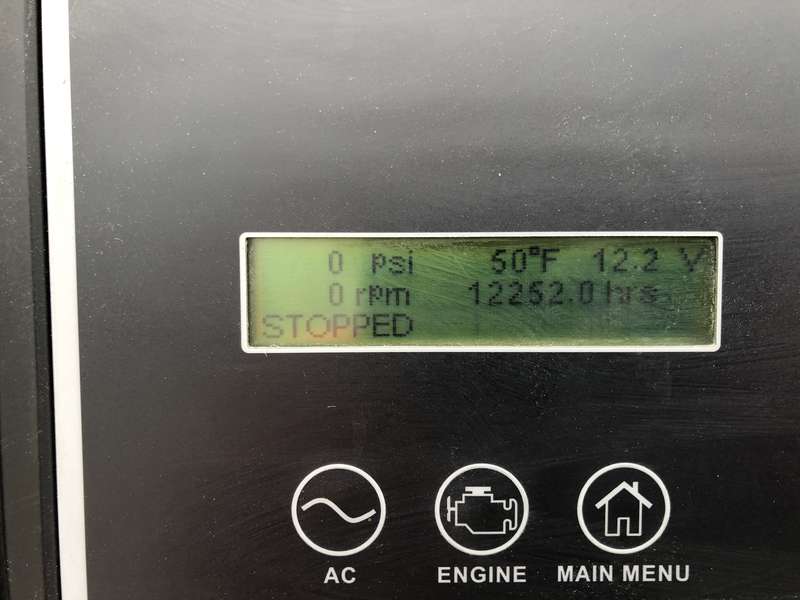 0 psi 50°F 12.2 V
0 rpm 12252.0 hrs
STOPPED
AC ENGINE MAIN MENU